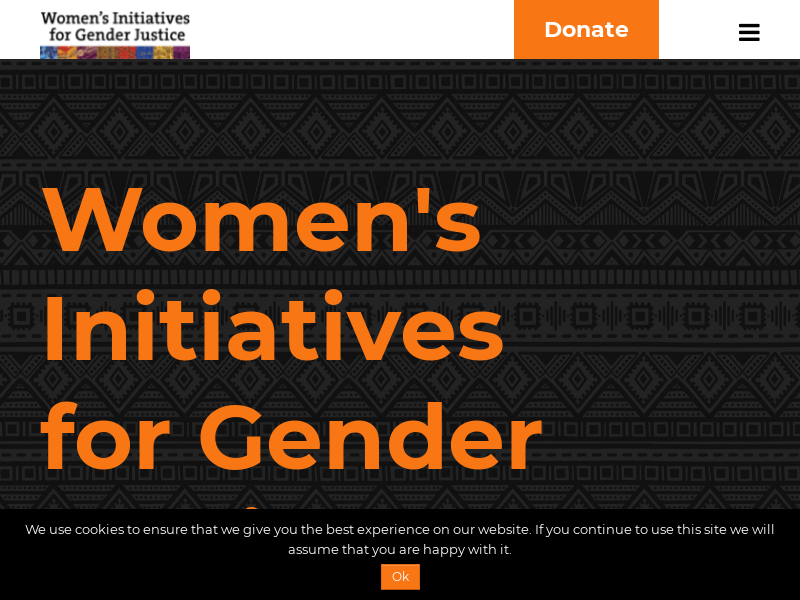 Women's Initiatives
for Gender Justice
Donate
Women's
Initiatives
for Gender
We use cookies to ensure that we give you the best experience on our website. If you continue to use this site we will
assume that you are happy with it.
Ok